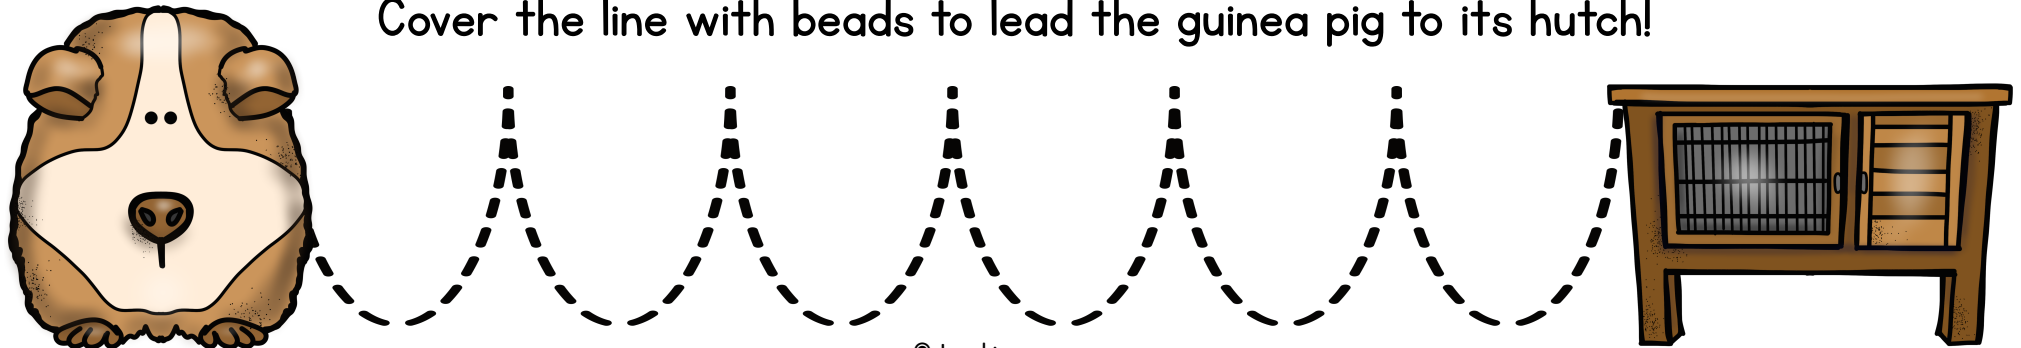 Cover the line with beads to lead the guinea pig to its hutch!